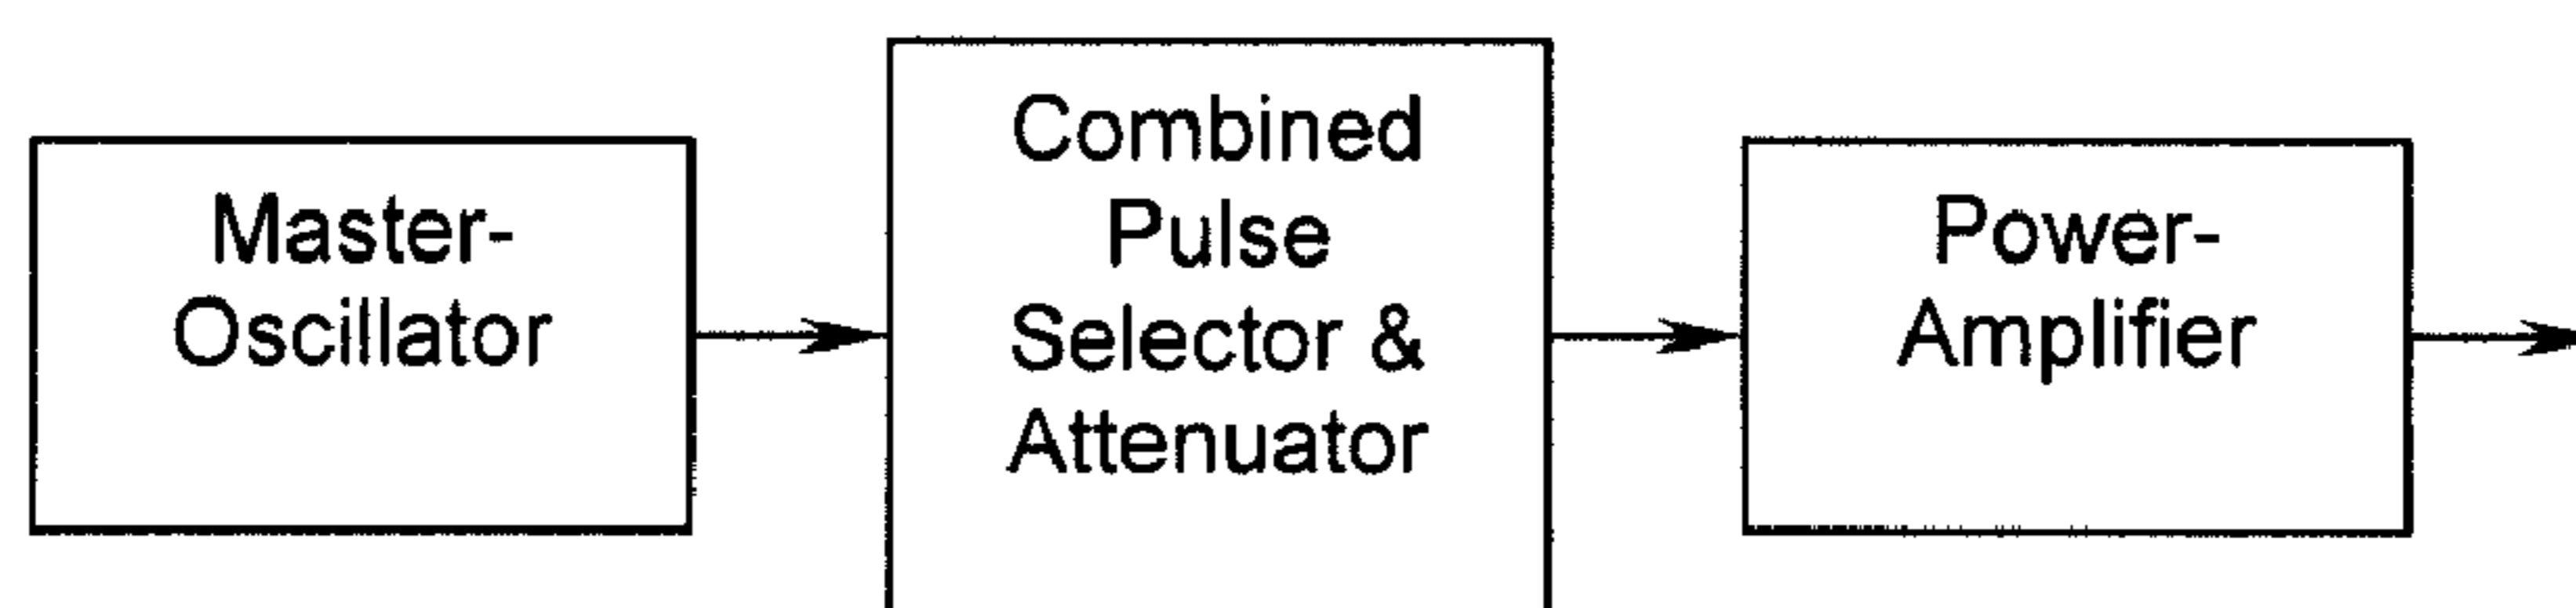 Master-
Oscillator
Combined
Pulse
Selector &
Attenuator
Power-
Amplifier